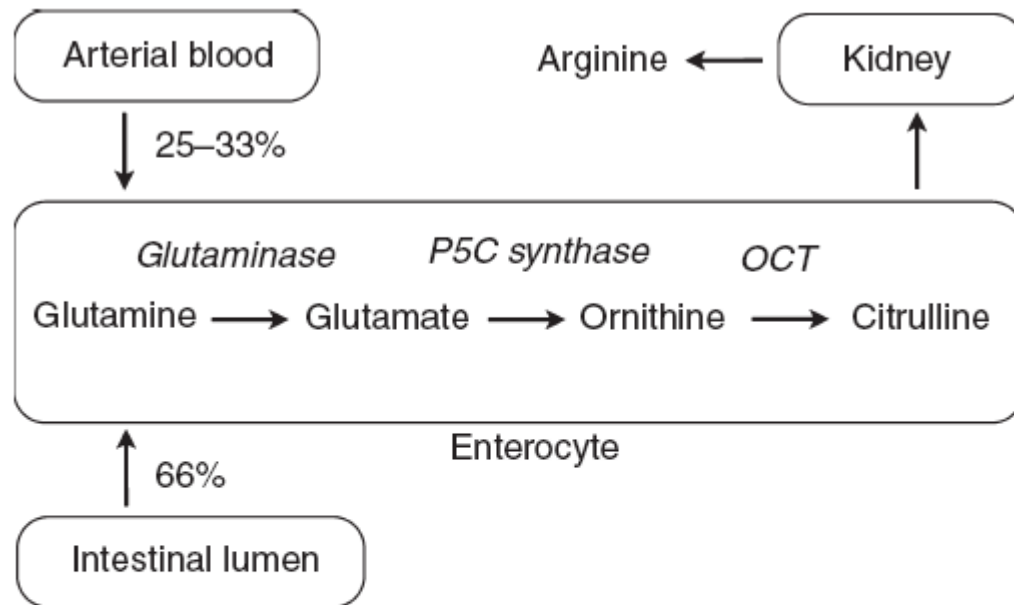 Arterial blood
Arginine
Kidney
25–33%
Glutaminase
P5C synthase
OCT
Glutamine
Glutamate
Ornithine
Citrulline
Enterocyte
66%
Intestinal lumen